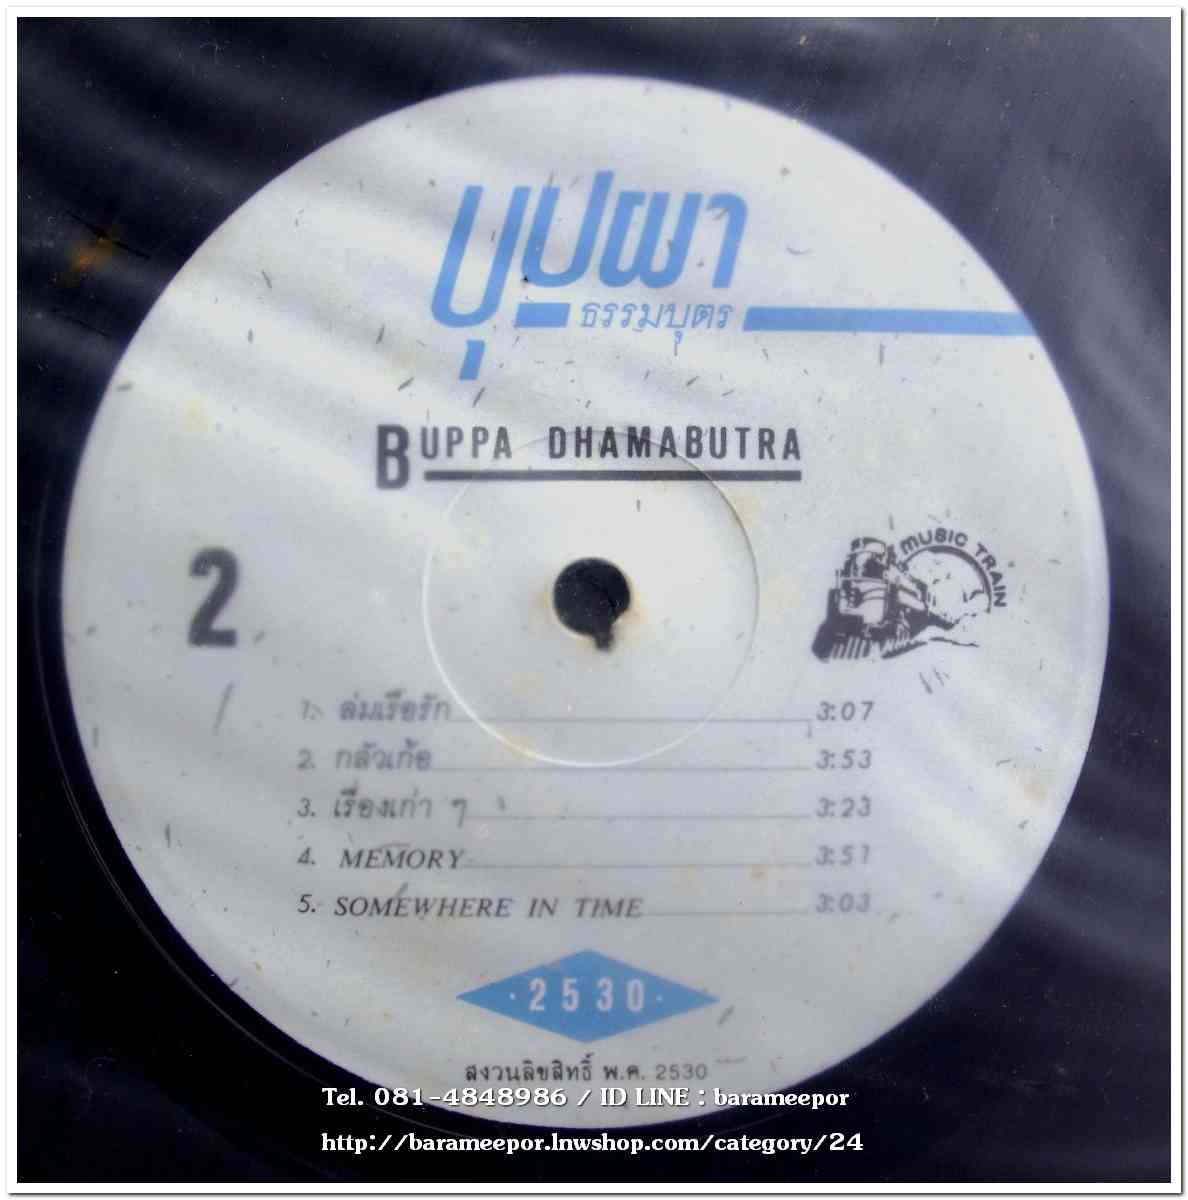 บุปผา
ธรรมบุตร
BUPPA DHAMABUTRA
2
MUSIC TRAIN
1. ล่มเรือรัก 3:07
2. กลัวเก้อ 3:53
3. เรื่องเก่า ๆ 3:23
4. MEMORY 3:51
5. SOMEWHERE IN TIME 3:03
· 2530 ·
สงวนลิขสิทธิ์ พ.ศ. 2530
Tel. 081-4848986 / ID LINE : barameepor
http://barameepor.lnwshop.com/category/24